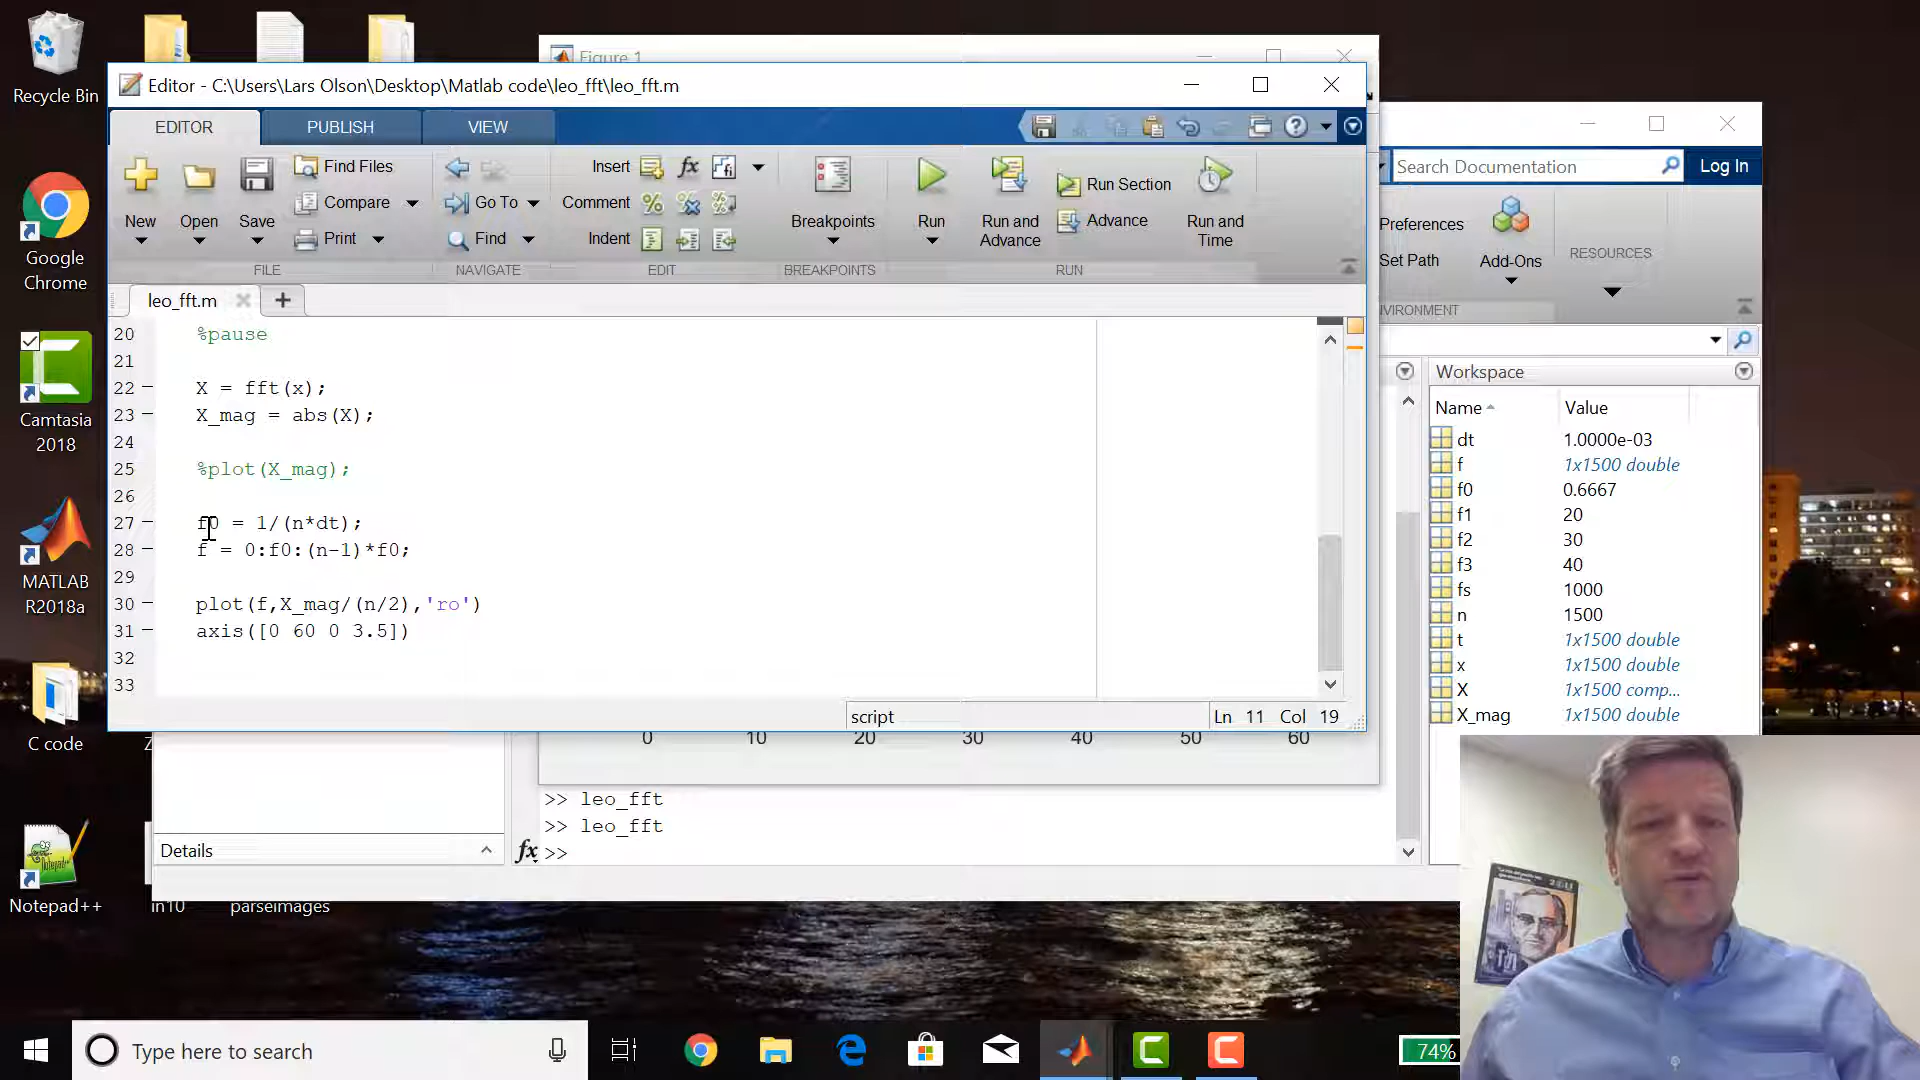 Recycle Bin
Google
Chrome
Camtasia
2018
MATLAB
R2018a
C code
Notepad++
in10
parseimages
Figure 1
Editor - C:\Users\Lars Olson\Desktop\Matlab code\leo_fft\leo_fft.m
EDITOR
PUBLISH
VIEW
New
Open
Save
Find Files
Compare
Print
FILE
Go To
Find
NAVIGATE
Insert
fx
Comment
Indent
EDIT
Breakpoints
BREAKPOINTS
Run
Run and
Advance
Run Section
Advance
Run and
Time
RUN
leo_fft.m
20 %pause
21
22 X = fft(x);
23 X_mag = abs(X);
24
25 %plot(X_mag);
26
27 f0 = 1/(n*dt);
28 f = 0:f0:(n-1)*f0;
29
30 plot(f,X_mag/(n/2),'ro')
31 axis([0 60 0 3.5])
32
33
script
Ln 11 Col 19
0 10 20 30 40 50 60
>> leo_fft
>> leo_fft
fx >>
Details
Search Documentation
Log In
Preferences
Set Path
Add-Ons
RESOURCES
VIRONMENT
Workspace
Name Value
dt 1.0000e-03
f 1x1500 double
f0 0.6667
f1 20
f2 30
f3 40
fs 1000
n 1500
t 1x1500 double
x 1x1500 double
X 1x1500 comp...
X_mag 1x1500 double
Type here to search
74%